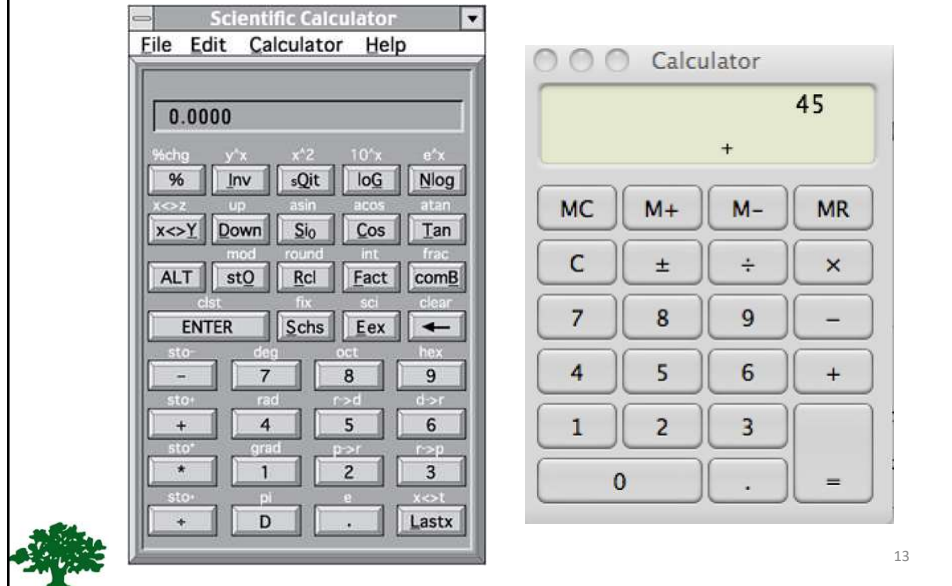 Scientific Calculator
File Edit Calculator Help
0.0000
%chg y^x x^2 10^x e^x
% Inv sQit loG Nlog
x<>z up asin acos atan
x<>Y Down Sio Cos Tan
mod round int frac
ALT stO Rcl Fact comB
clst fix sci clear
ENTER Schs Eex ←
sto- deg oct hex
- 7 8 9
sto+ rad r->d d->r
+ 4 5 6
sto* grad p->r r->p
* 1 2 3
sto÷ pi e x<>t
÷ D . Lastx
Calculator
45
+
MC M+ M- MR
C ± ÷ ×
7 8 9 −
4 5 6 +
1 2 3
0 . =
13